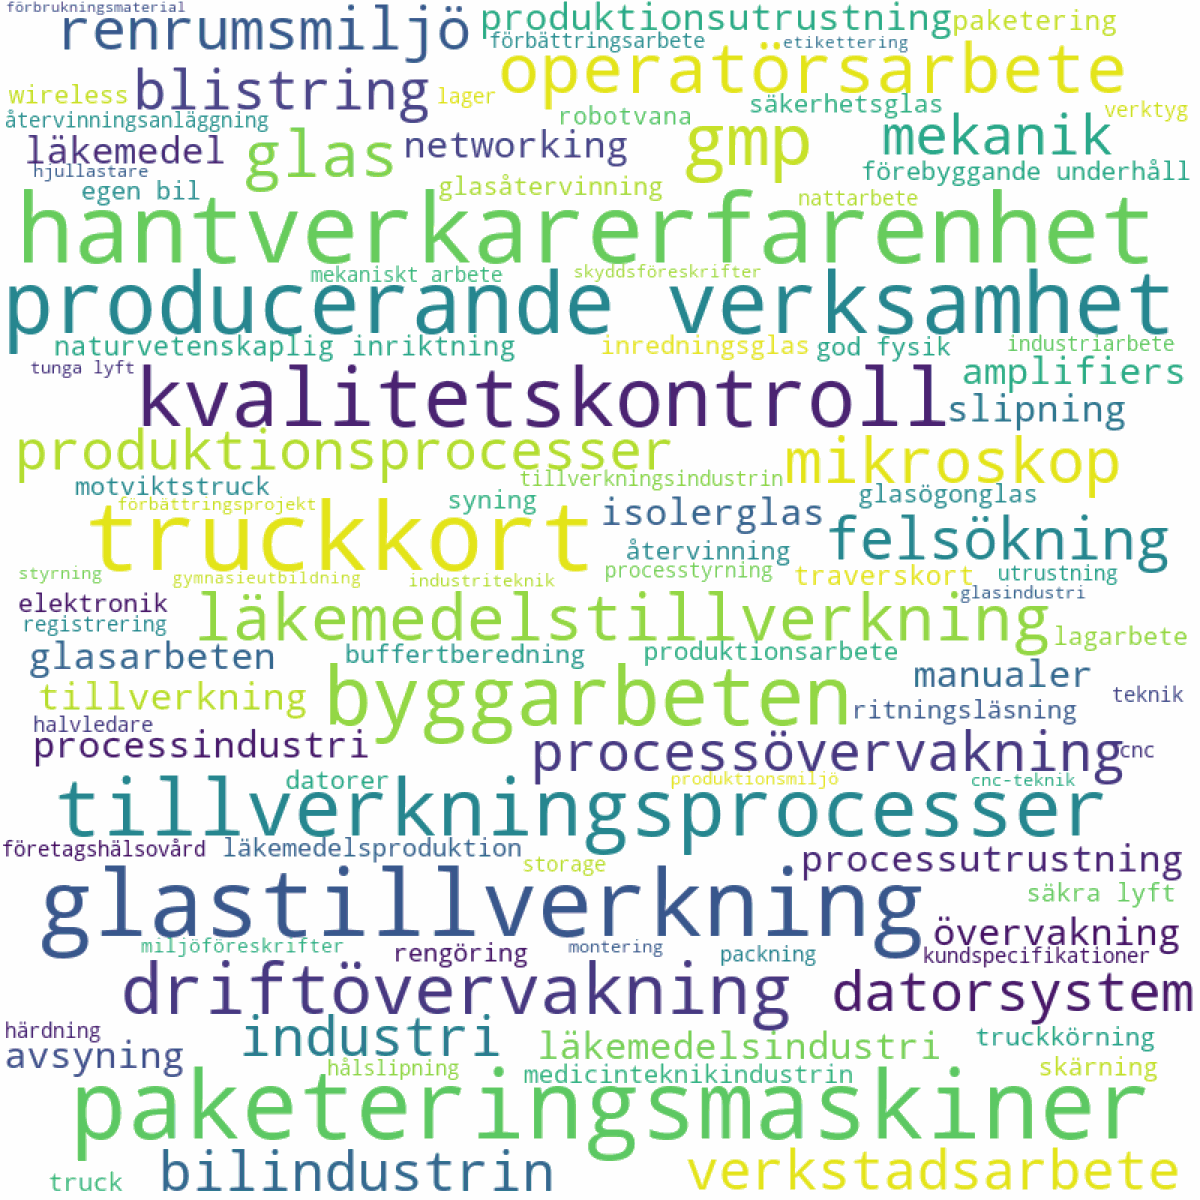 förbrukningsmaterial
renrumsmiljö
produktionsutrustning
paketering
förbättringsarbete
etikettering
operatörsarbete
blistring
wireless
lager
säkerhetsglas
verktyg
robotvana
återvinningsanläggning
läkemedel
glas
networking
gmp
mekanik
hjullastare
förebyggande underhåll
egen bil
glasåtervinning
nattarbete
hantverkarerfarenhet
mekaniskt arbete
skyddsföreskrifter
producerande verksamhet
naturvetenskaplig inriktning
inredningsglas
god fysik
industriarbete
tunga lyft
kvalitetskontroll
amplifiers
slipning
produktionsprocesser
mikroskop
tillverkningsindustrin
motviktstruck
förbättringsprojekt
syning
glasögonglas
truckkort
isolerglas
felsökning
återvinning
styrning
gymnasieutbildning
industriteknik
processtyrning
traverskort
utrustning
glasindustri
elektronik
registrering
läkemedelstillverkning
lagarbete
glasarbeten
buffertberedning
produktionsarbete
manualer
tillverkning
byggarbeten
teknik
ritningsläsning
halvledare
processindustri
processövervakning
cnc
datorer
produktionsmiljö
cnc-teknik
tillverkningsprocesser
företagshälsovård
läkemedelsproduktion
storage
processutrustning
glastillverkning
säkra lyft
övervakning
miljöföreskrifter
rengöring
montering
packning
kundspecifikationer
driftövervakning
datorsystem
härdning
industri
läkemedelsindustri
truckkörning
avsyning
hålslipning
medicinteknikindustrin
skärning
paketeringsmaskiner
truck
bilindustrin
verkstadsarbete